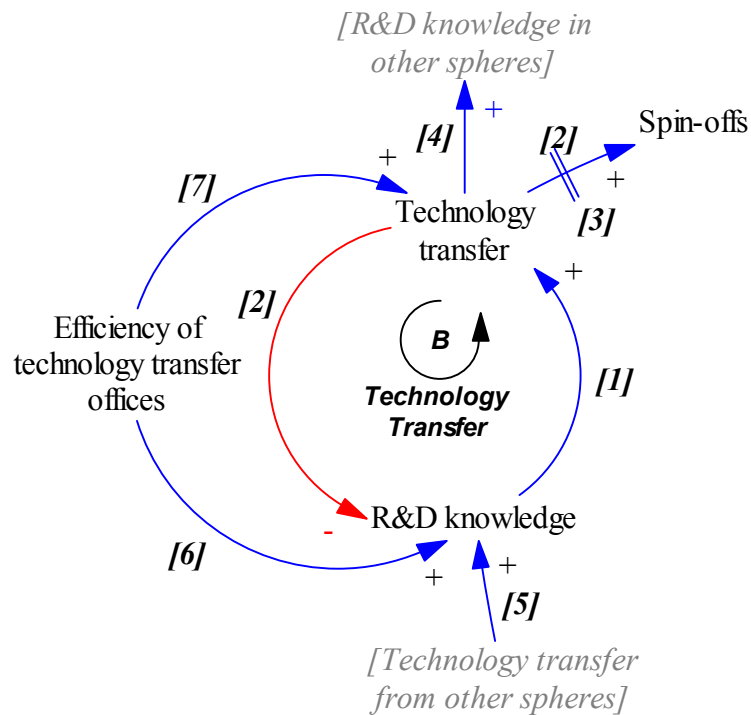 [R&D knowledge in
other spheres]
+
[4]
[2]
Spin-offs
+
[3]
+
[7]
Technology
transfer
+
[2]
Efficiency of
technology transfer
offices
B
Technology
Transfer
[1]
R&D knowledge
-
[6]
+
+
[5]
[Technology transfer
from other spheres]